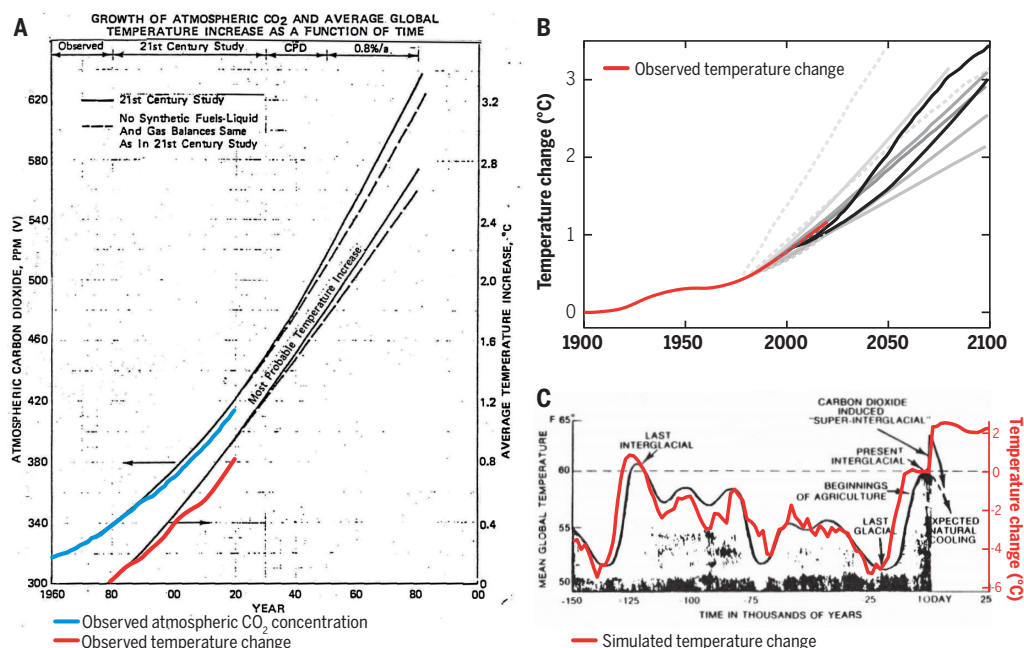 A
GROWTH OF ATMOSPHERIC CO2 AND AVERAGE GLOBAL
TEMPERATURE INCREASE AS A FUNCTION OF TIME
Observed 21st Century Study CPD 0.8%/a
21st Century Study
No Synthetic Fuels-Liquid
And Gas Balances Same
As In 21st Century Study
ATMOSPHERIC CARBON DIOXIDE, PPM (V)
620
580
540
500
460
420
380
340
300
Most Probable Temperature Increase
3.2
2.8
2.4
2.0
1.6
1.2
0.8
0.4
0
AVERAGE TEMPERATURE INCREASE, °C
1960 80 00 20 40 60 80 00
YEAR
Observed atmospheric CO2 concentration
Observed temperature change
B
Observed temperature change
Temperature change (°C)
3
2
1
0
1900 1950 2000 2050 2100
C
CARBON DIOXIDE
INDUCED
"SUPER-INTERGLACIAL"
LAST
INTERGLACIAL
PRESENT
INTERGLACIAL
BEGINNINGS
OF AGRICULTURE
LAST
GLACIAL
EXPECTED
NATURAL
COOLING
MEAN GLOBAL TEMPERATURE
F 65°
60
55
50
2
0
-2
-4
-6
Temperature change (°C)
-150 -125 -100 -75 -50 -25 TODAY 25
TIME IN THOUSANDS OF YEARS
Simulated temperature change